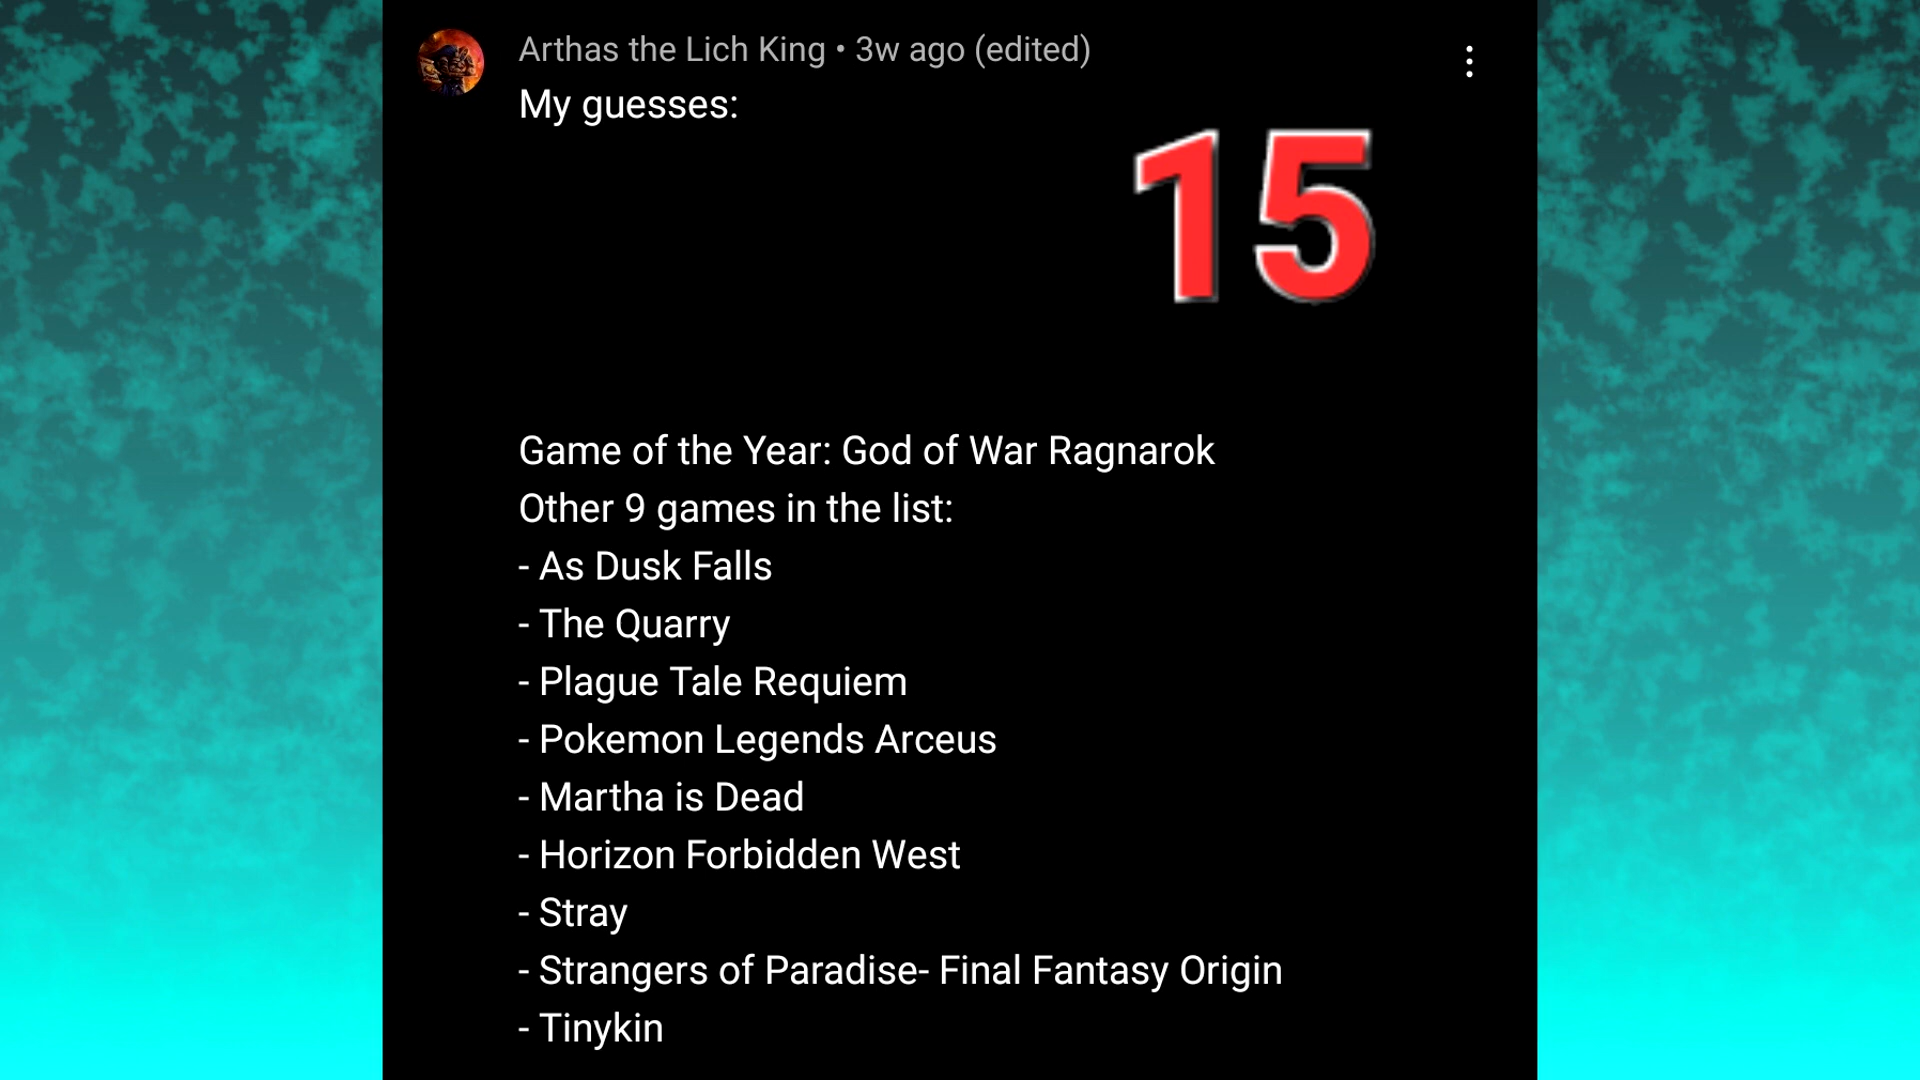 Arthas the Lich King • 3w ago (edited)
My guesses:
15
Game of the Year: God of War Ragnarok
Other 9 games in the list:
- As Dusk Falls
- The Quarry
- Plague Tale Requiem
- Pokemon Legends Arceus
- Martha is Dead
- Horizon Forbidden West
- Stray
- Strangers of Paradise- Final Fantasy Origin
- Tinykin